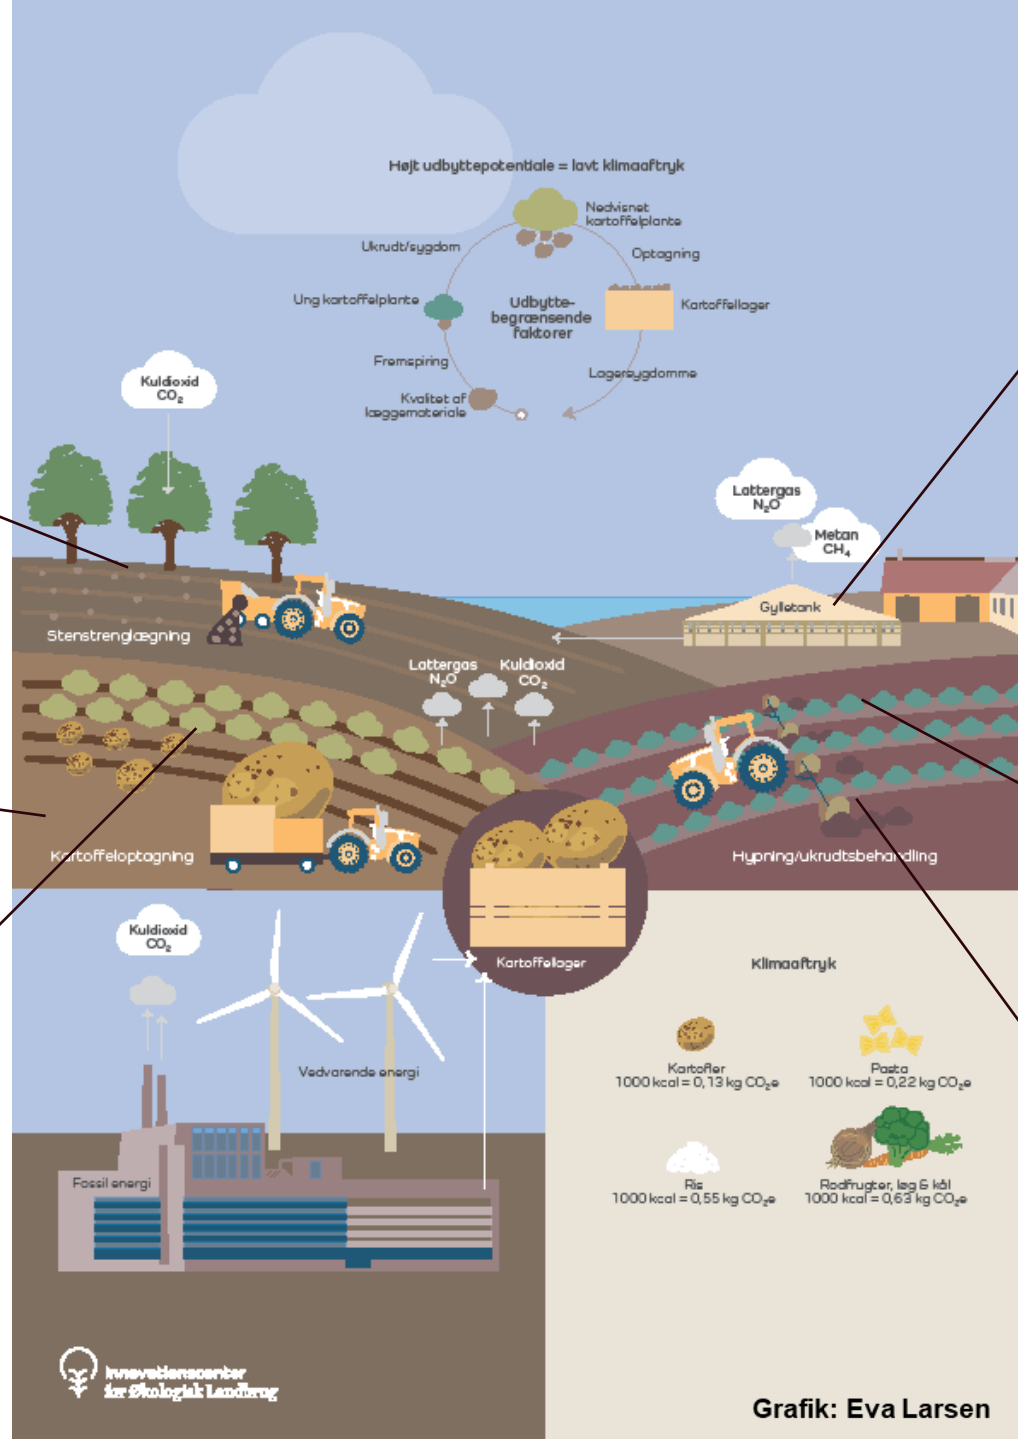 Højt udbyttepotentiale = lavt klimaaftryk
Nedvisnet
kartoffelplante
Ukrudt/sygdom
Optagning
Ung kartoffelplante
Udbytte-
begrænsende
faktorer
Kartoffellager
Fremspiring
Lagersygdomme
Kvalitet af
læggemateriale
Kuldioxid
CO₂
Lattergas
N₂O
Metan
CH₄
Gylletank
Stenstrenglægning
Lattergas
N₂O
Kuldioxid
CO₂
Kartoffeloptagning
Hypning/ukrudtsbehandling
Kuldioxid
CO₂
Kartoffellager
Vedvarende energi
Fossil energi
Klimaaftryk
Kartofler
1000 kcal = 0,13 kg CO₂e
Pasta
1000 kcal = 0,22 kg CO₂e
Ris
1000 kcal = 0,55 kg CO₂e
Rodfrugter, løg & kål
1000 kcal = 0,63 kg CO₂e
Innovationscenter
for Økologisk Landbrug
Grafik: Eva Larsen